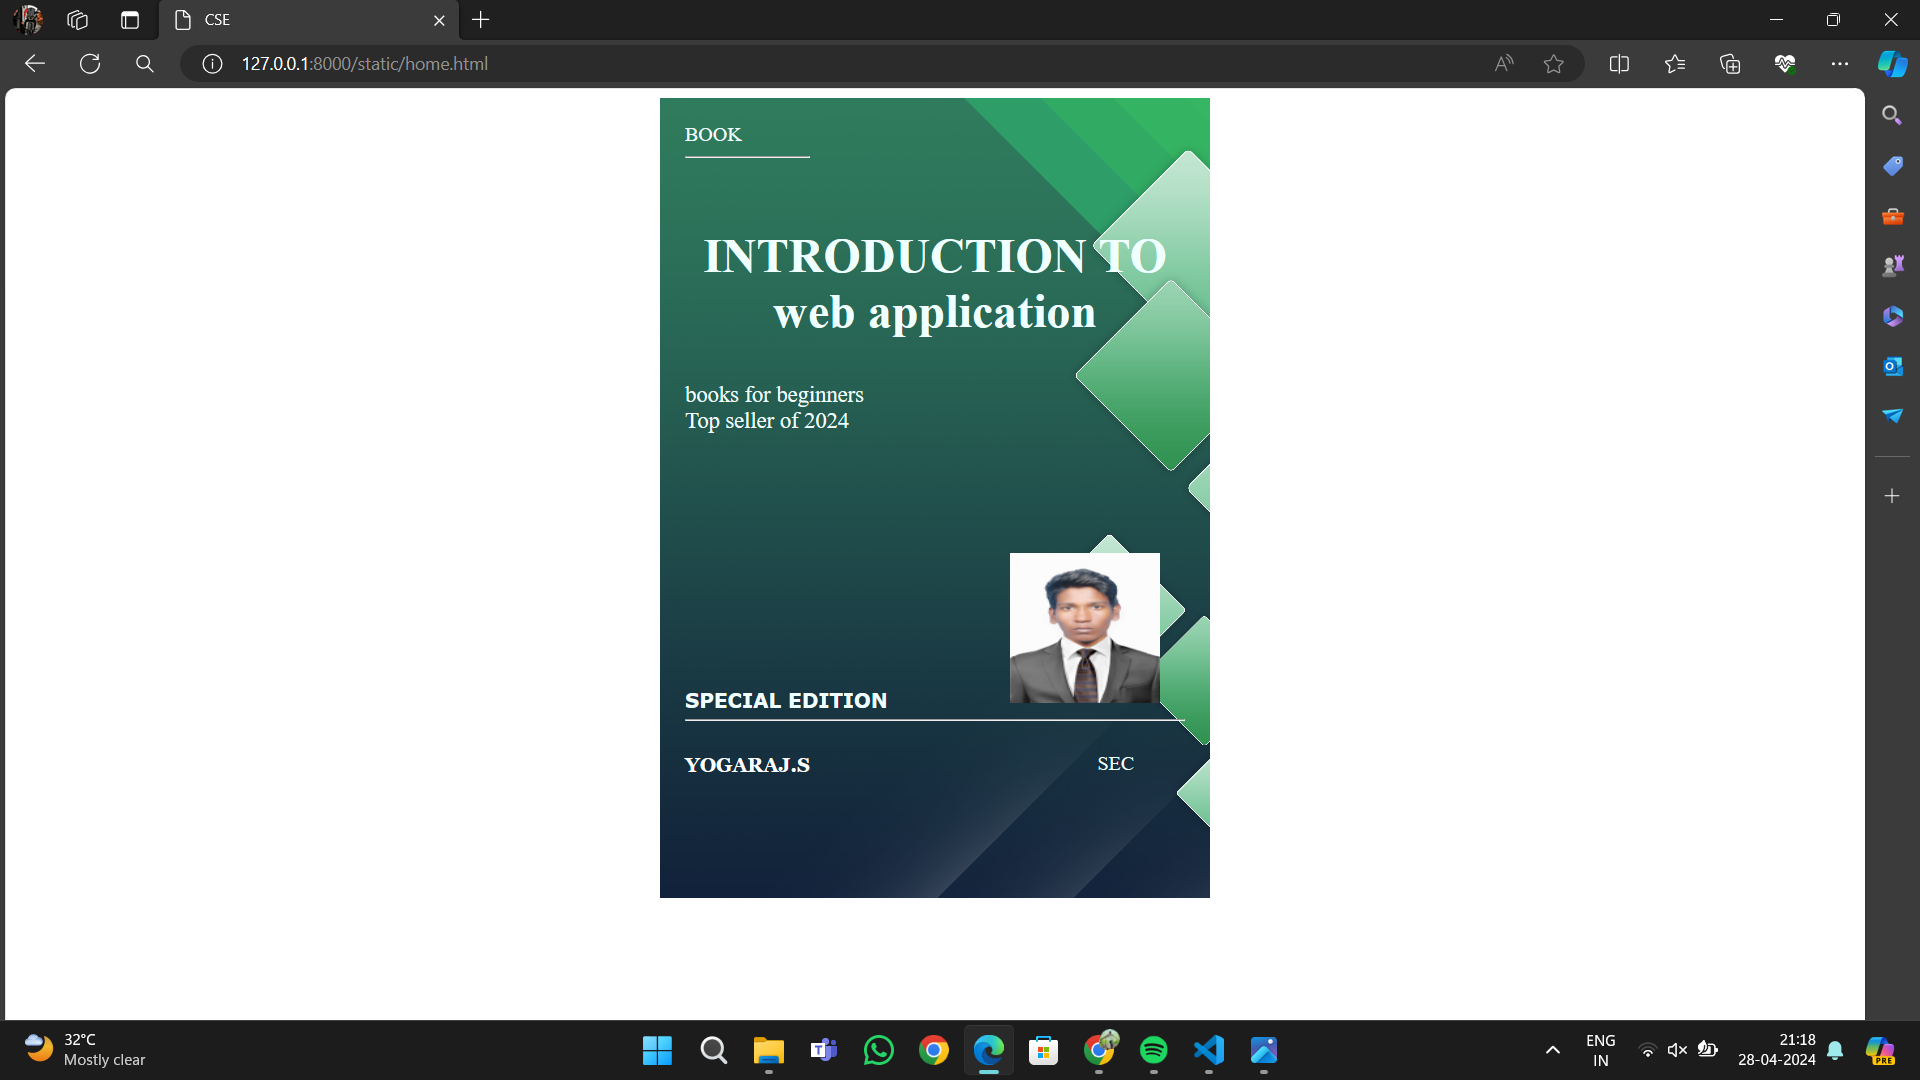 CSE
127.0.0.1:8000/static/home.html
BOOK
INTRODUCTION TO
web application
books for beginners
Top seller of 2024
SPECIAL EDITION
YOGARAJ.S
SEC
32°C
Mostly clear
ENG
IN
21:18
28-04-2024
PRE